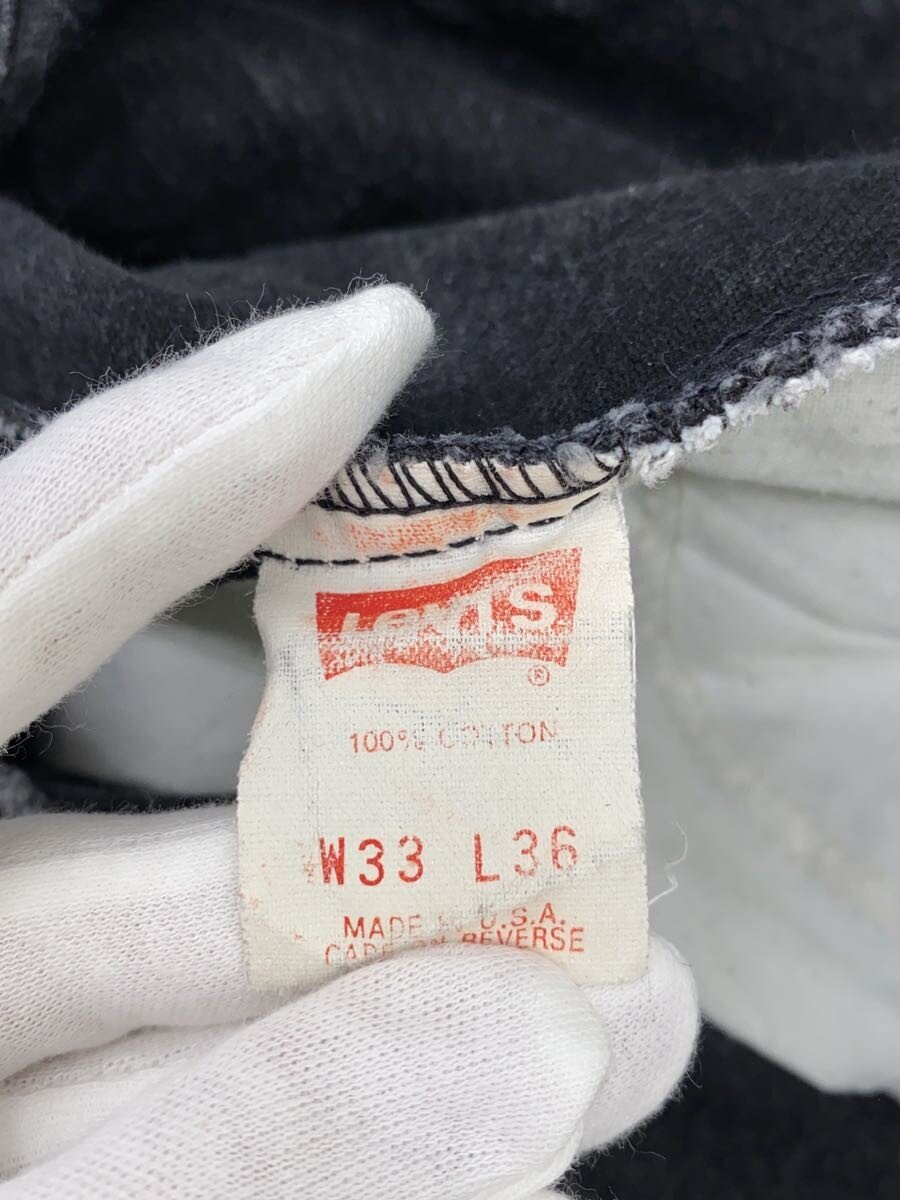 LEVI'S
®
100% COTTON
W33 L36
MADE IN U.S.A.
CARE ON REVERSE